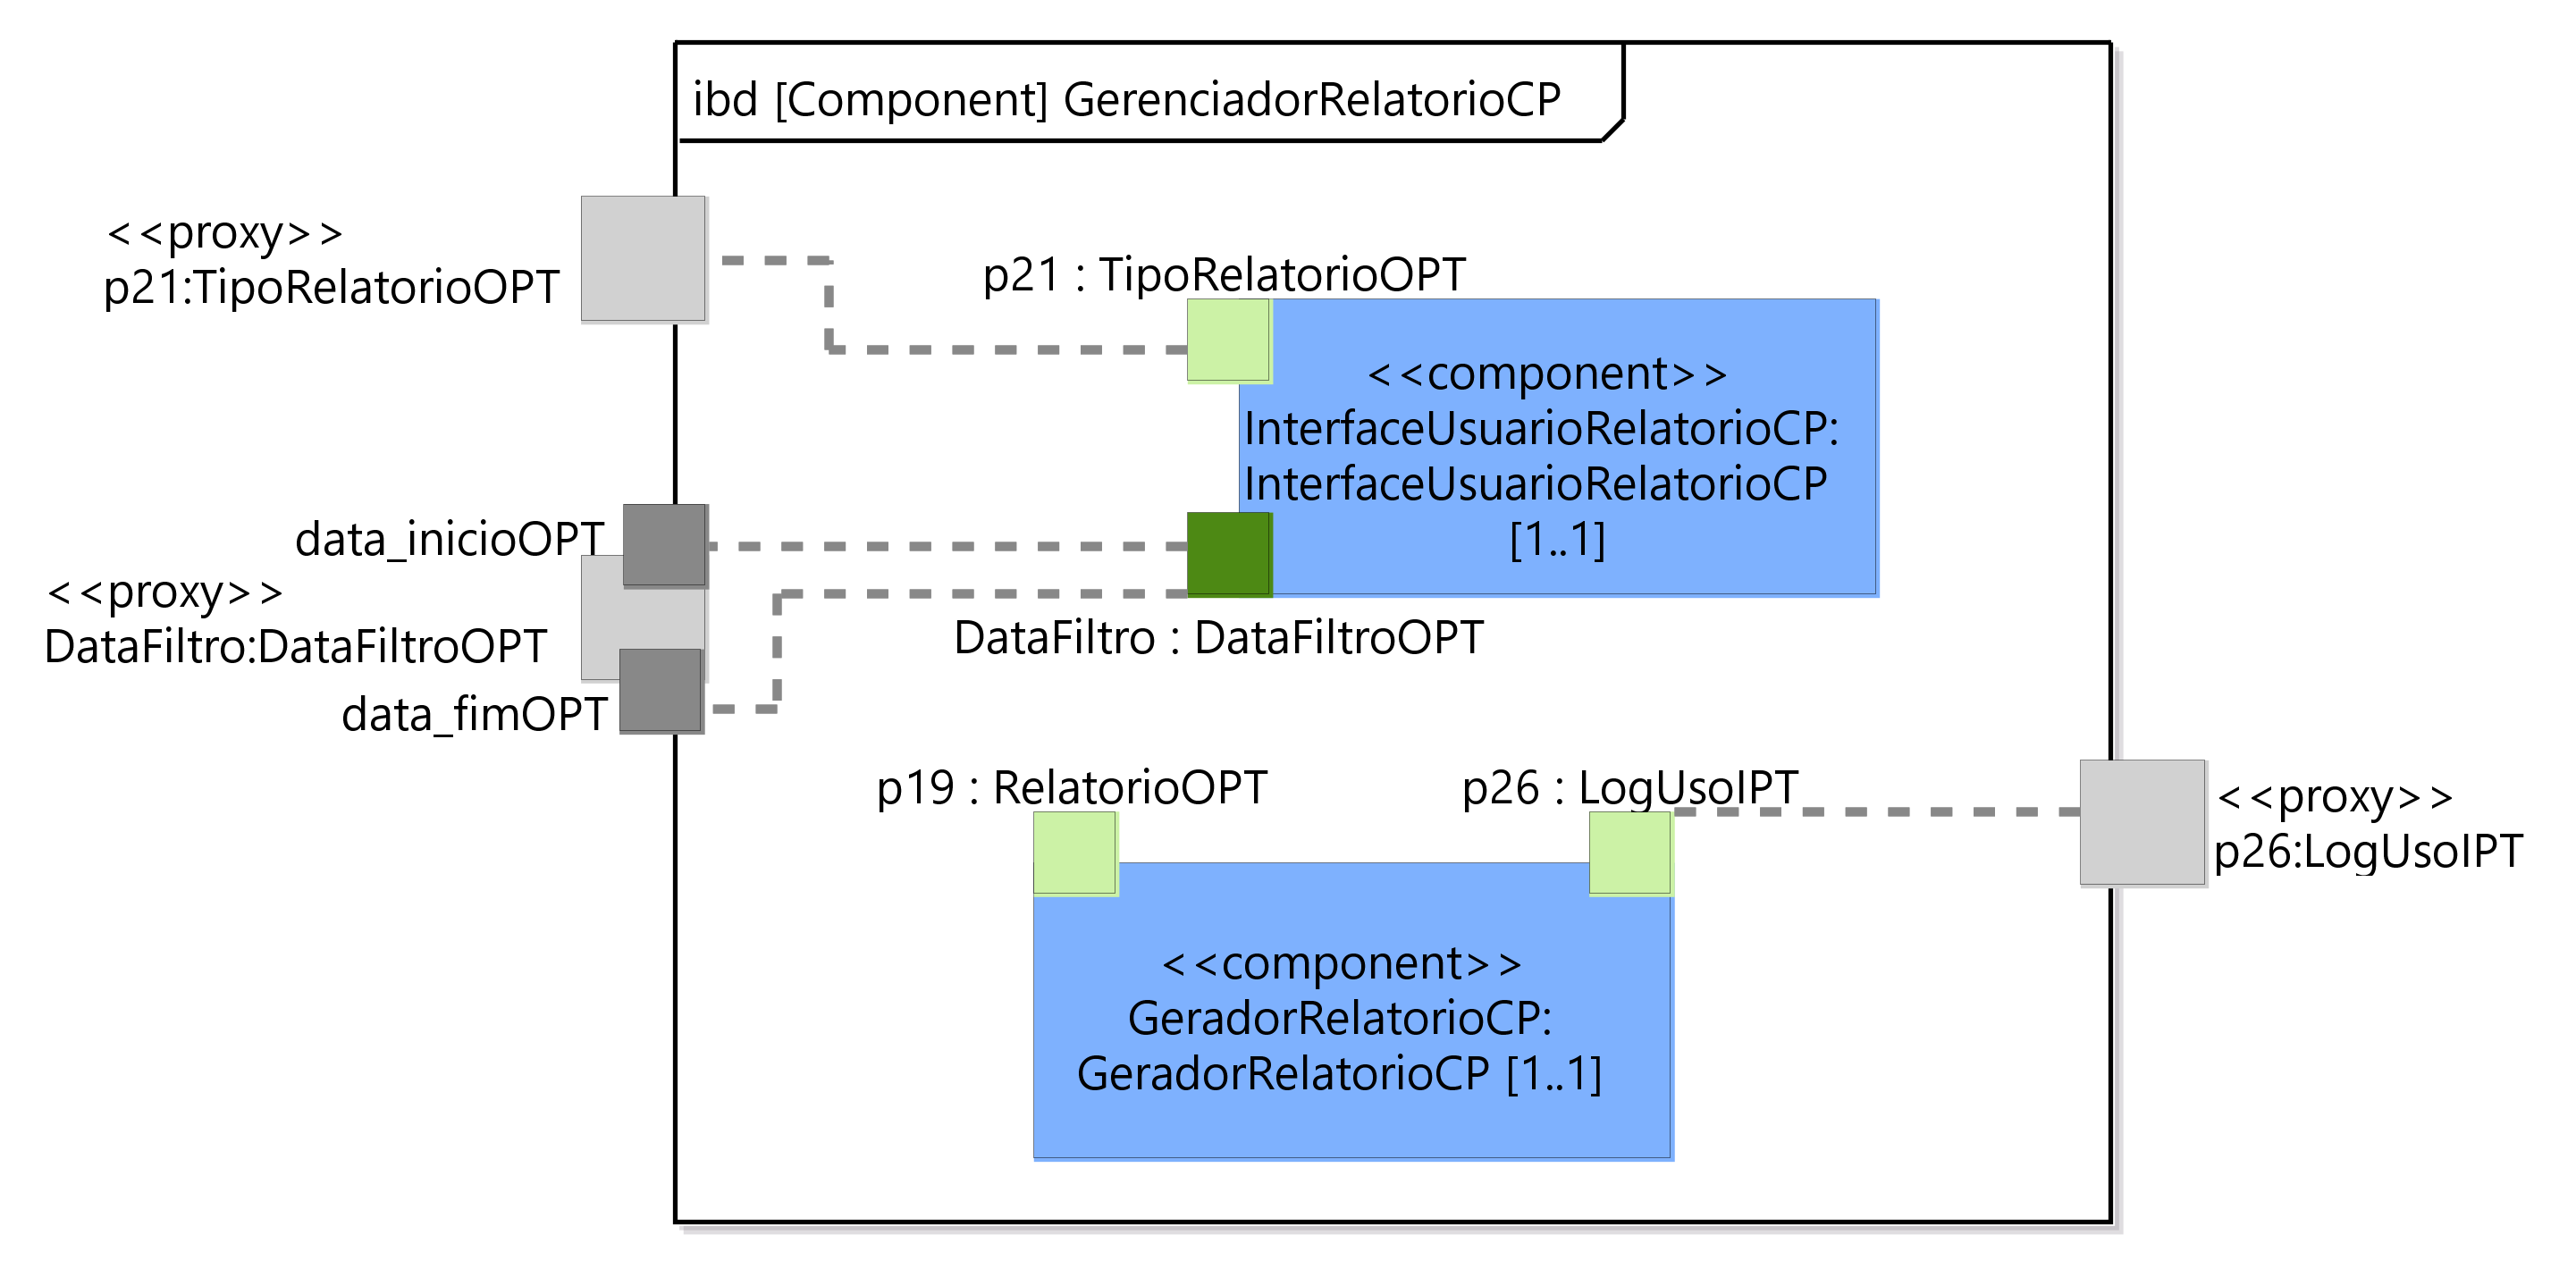 ibd [Component] GerenciadorRelatorioCP
<<proxy>>
p21:TipoRelatorioOPT
p21 : TipoRelatorioOPT
<<component>>
InterfaceUsuarioRelatorioCP:
InterfaceUsuarioRelatorioCP
[1..1]
data_inicioOPT
<<proxy>>
DataFiltro:DataFiltroOPT
data_fimOPT
DataFiltro : DataFiltroOPT
p19 : RelatorioOPT
p26 : LogUsoIPT
<<proxy>>
p26:LogUsoIPT
<<component>>
GeradorRelatorioCP:
GeradorRelatorioCP [1..1]